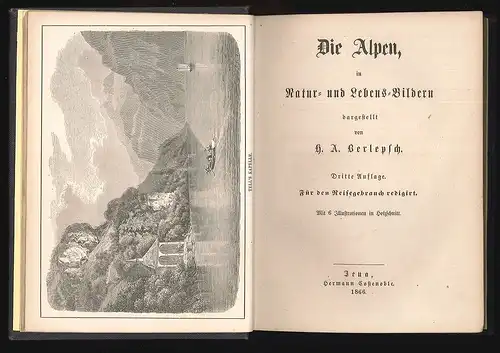 TELL'S KAPELLE.
Die Alpen,
in
Natur- und Lebens-Bildern
dargestellt
von
H. A. Berlepsch.
Dritte Auflage.
Für den Reisegebrauch redigirt.
Mit 6 Illustrationen in Holzschnitt.
Jena,
Hermann Costenoble.
1866.